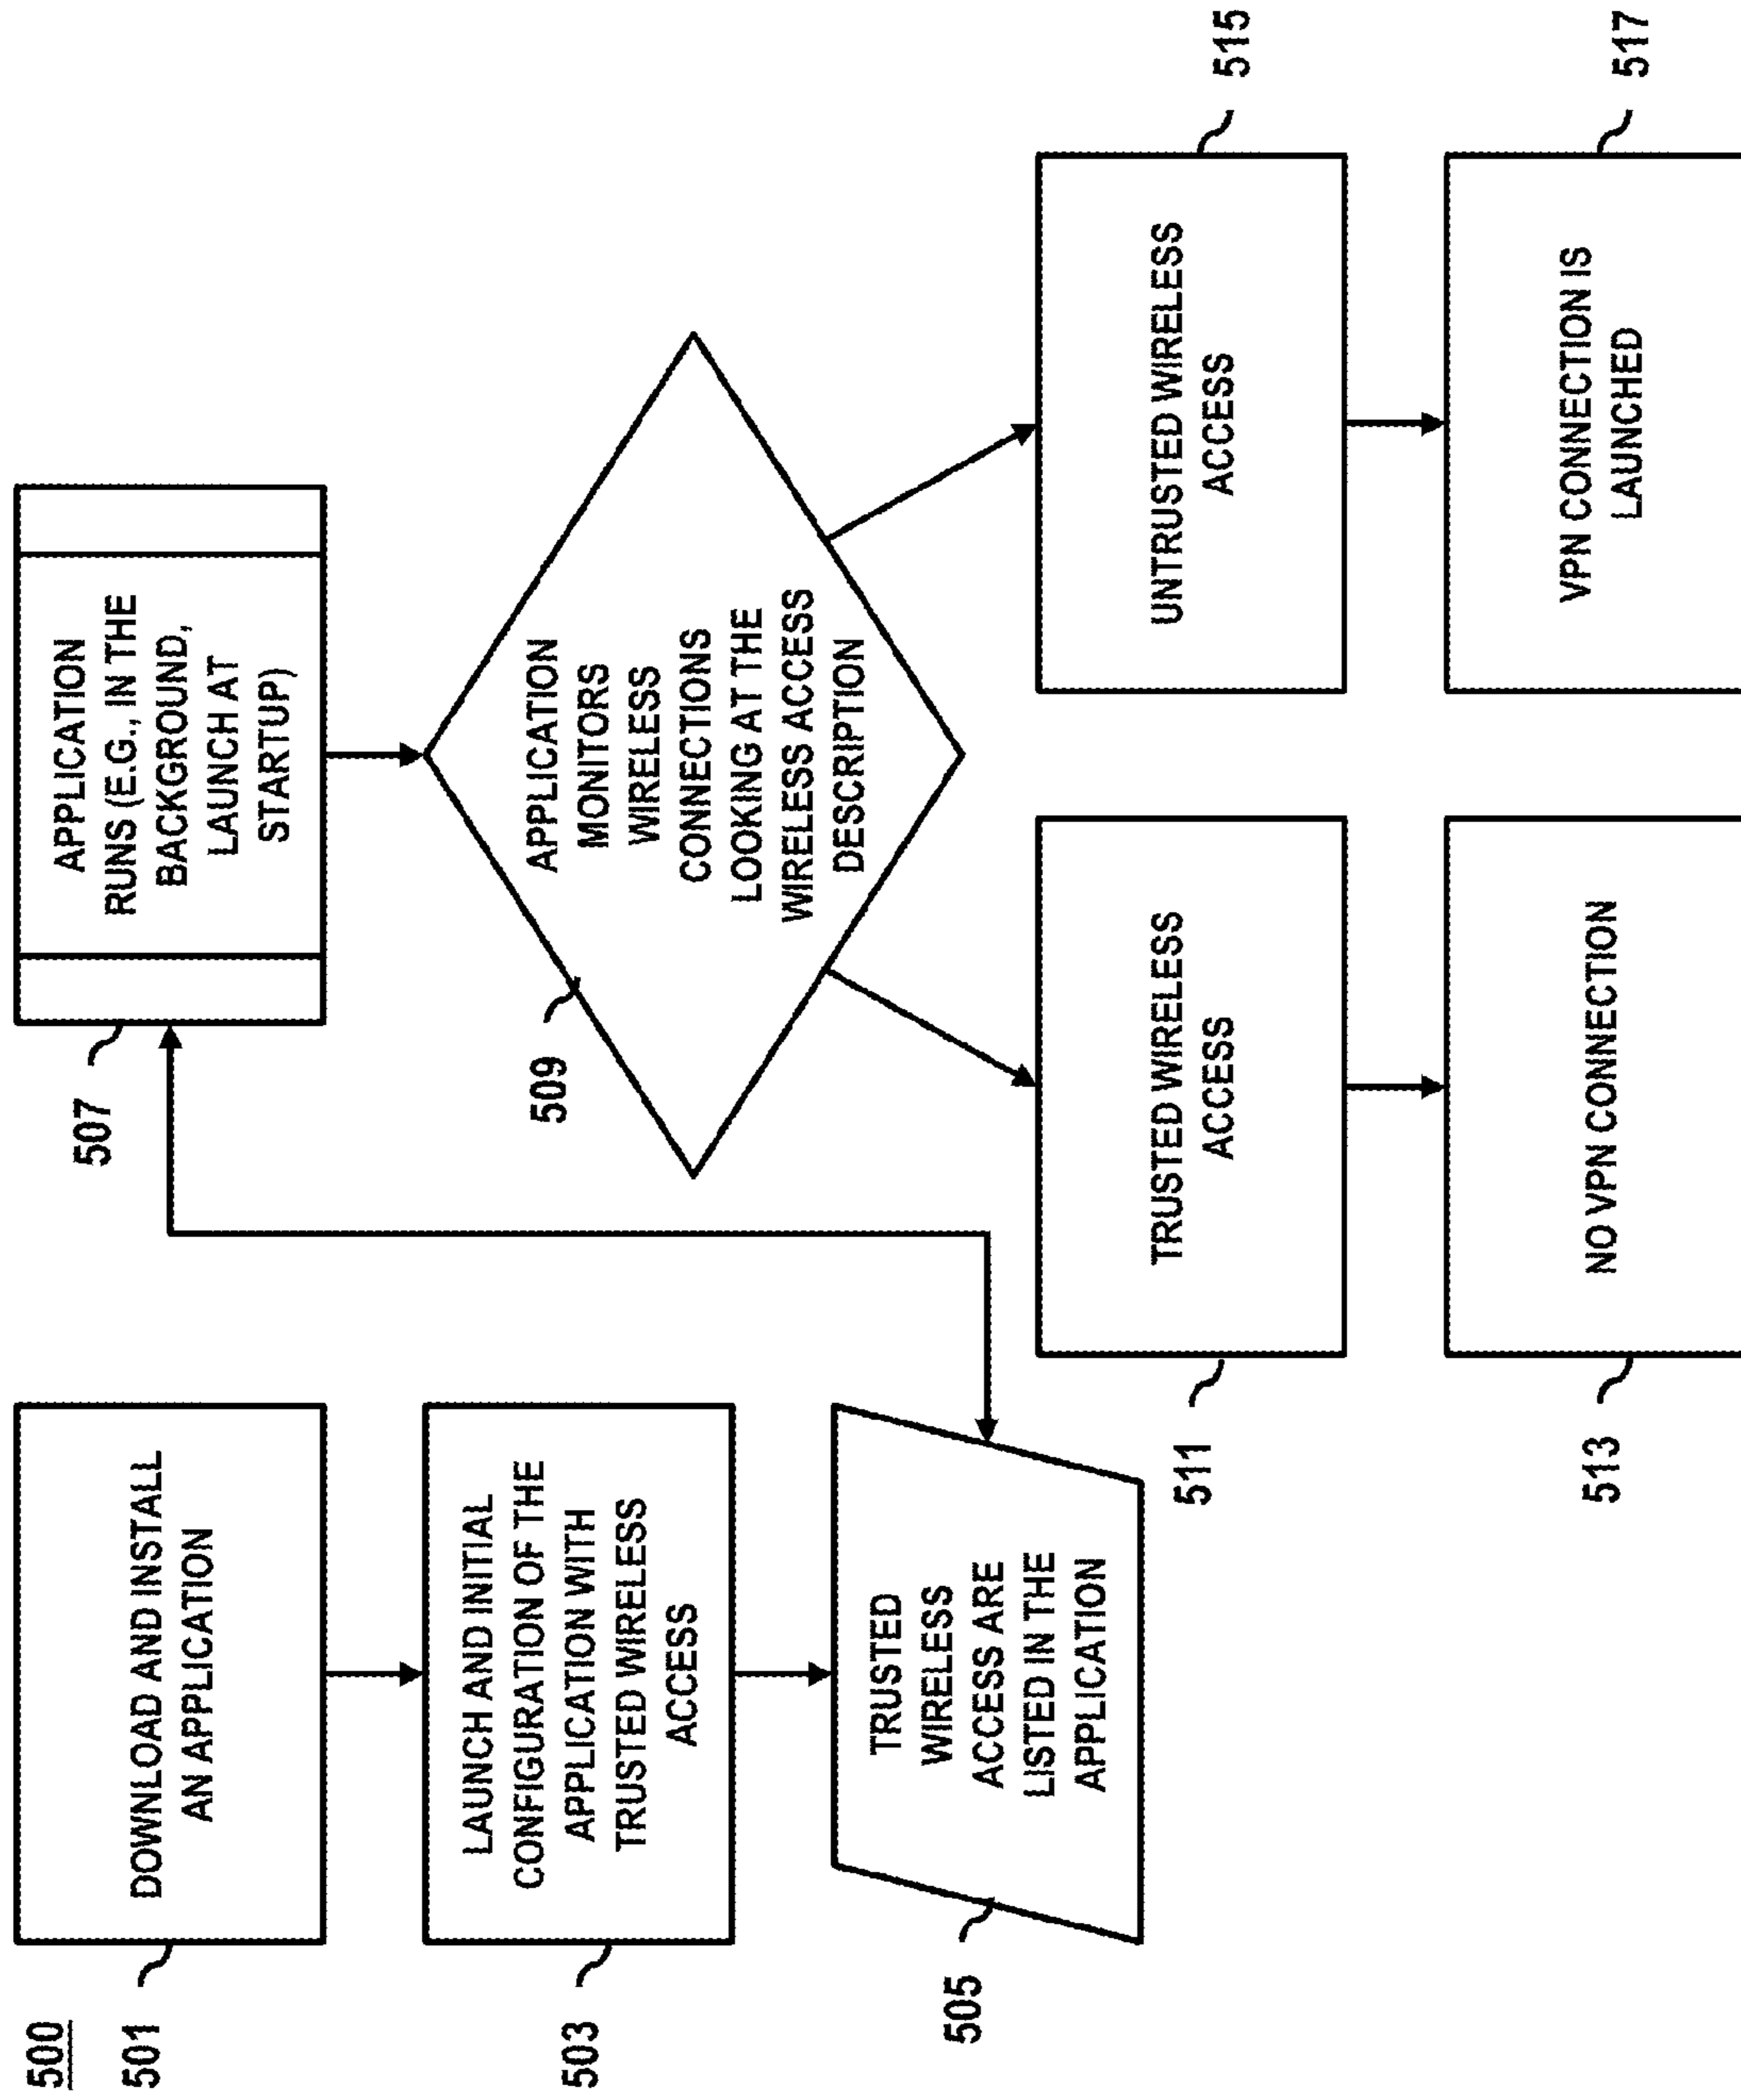 500
501
DOWNLOAD AND INSTALL
AN APPLICATION
503
LAUNCH AND INITIAL
CONFIGURATION OF THE
APPLICATION WITH
TRUSTED WIRELESS
ACCESS
505
TRUSTED
WIRELESS
ACCESS ARE
LISTED IN THE
APPLICATION
507
APPLICATION
RUNS (E.G., IN THE
BACKGROUND,
LAUNCH AT
STARTUP)
509
APPLICATION
MONITORS
WIRELESS
CONNECTIONS
LOOKING AT THE
WIRELESS ACCESS
DESCRIPTION
511
TRUSTED WIRELESS
ACCESS
513
NO VPN CONNECTION
515
UNTRUSTED WIRELESS
ACCESS
517
VPN CONNECTION IS
LAUNCHED